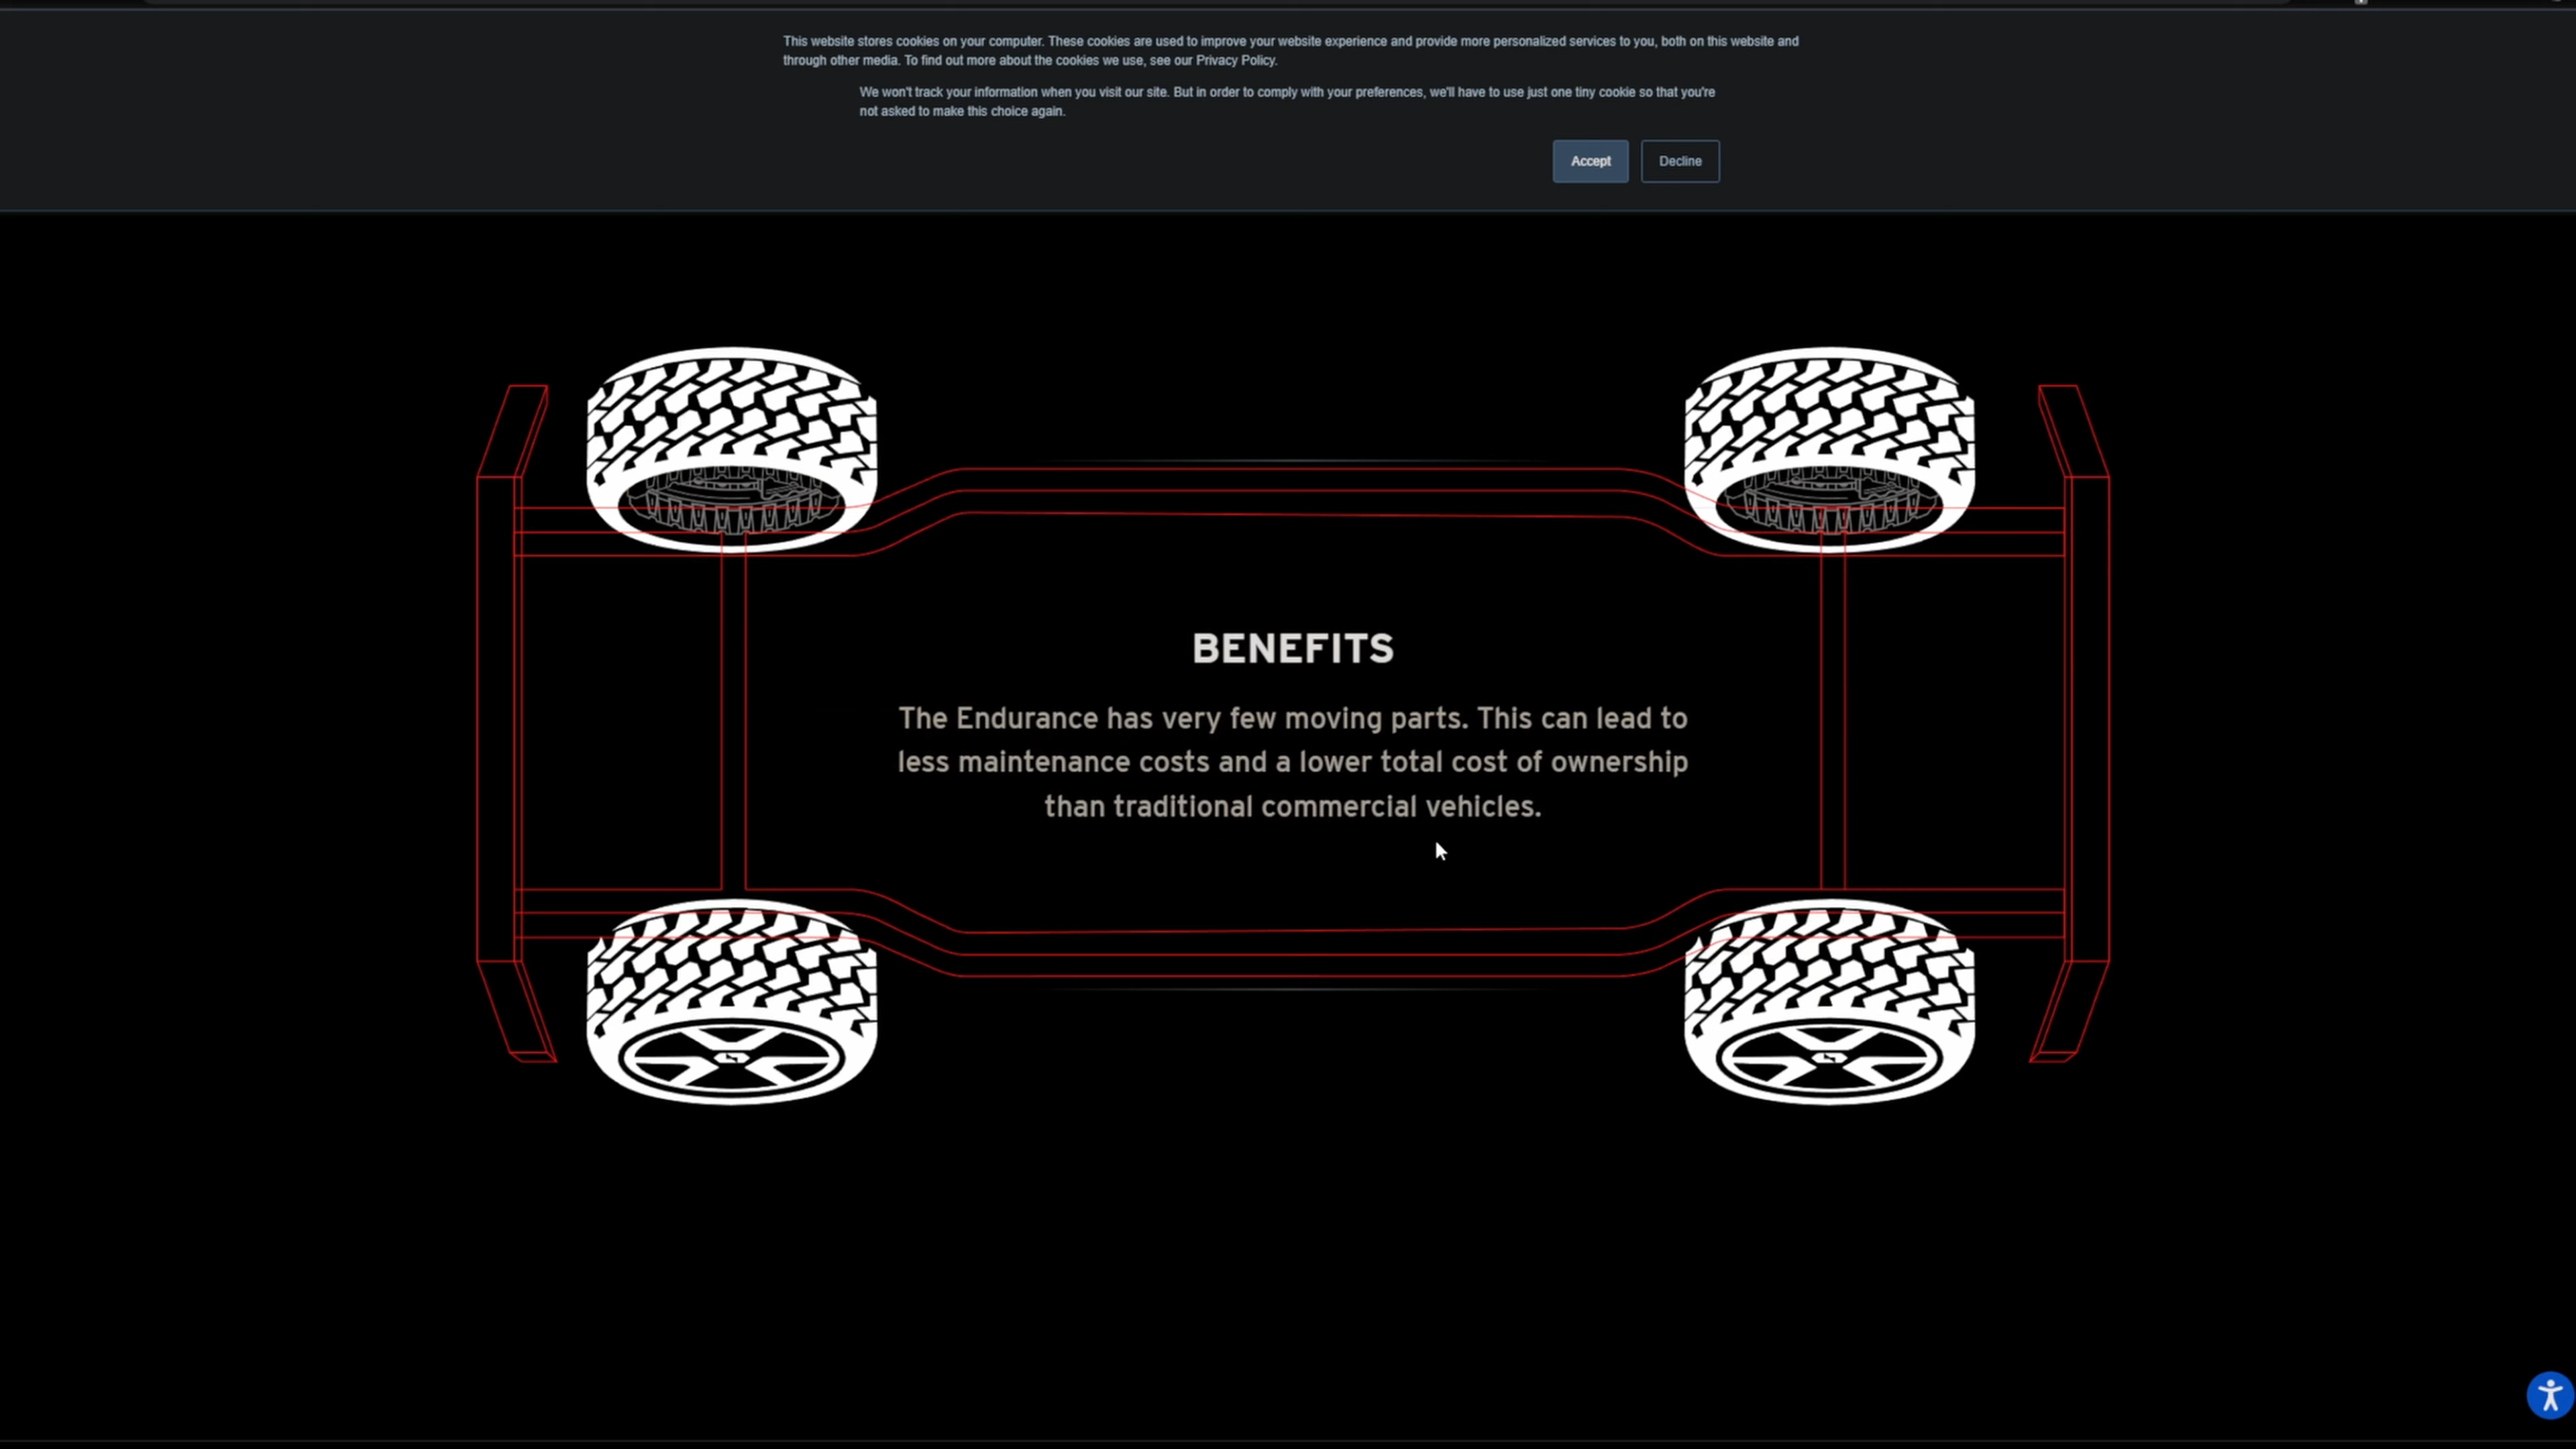 This website stores cookies on your computer. These cookies are used to improve your website experience and provide more personalized services to you, both on this website and
through other media. To find out more about the cookies we use, see our Privacy Policy.
We won't track your information when you visit our site. But in order to comply with your preferences, we'll have to use just one tiny cookie so that you're
not asked to make this choice again.
Accept Decline
BENEFITS
The Endurance has very few moving parts. This can lead to
less maintenance costs and a lower total cost of ownership
than traditional commercial vehicles.